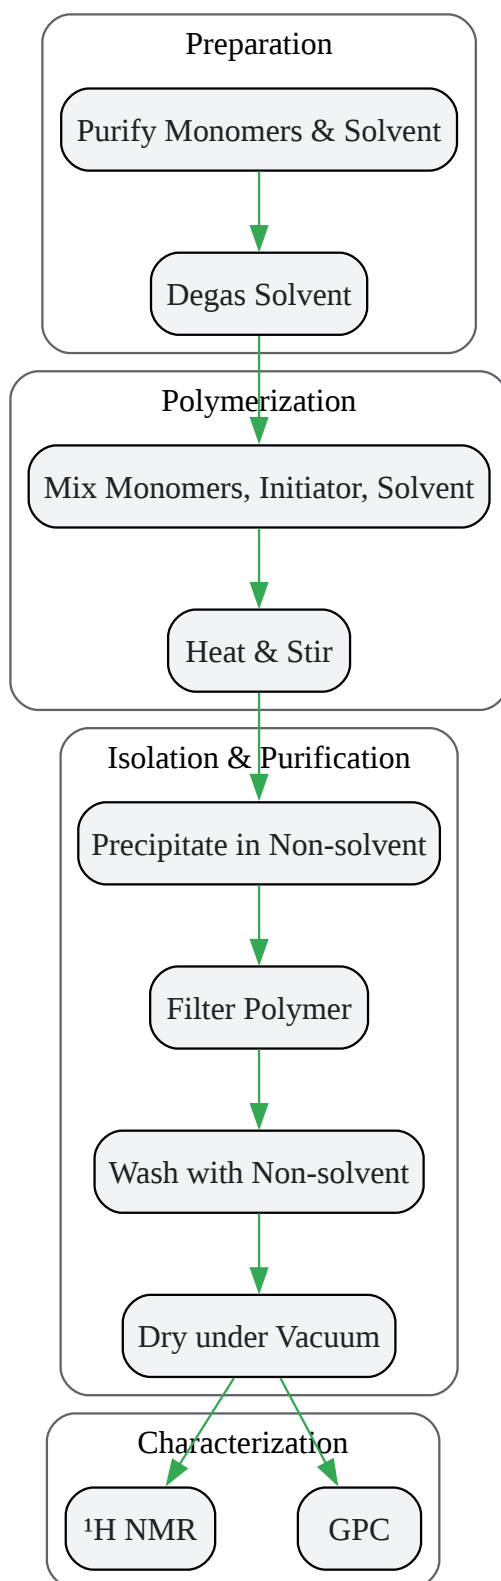 Preparation
Purify Monomers & Solvent
Degas Solvent
Polymerization
Mix Monomers, Initiator, Solvent
Heat & Stir
Isolation & Purification
Precipitate in Non-solvent
Filter Polymer
Wash with Non-solvent
Dry under Vacuum
Characterization
¹H NMR
GPC